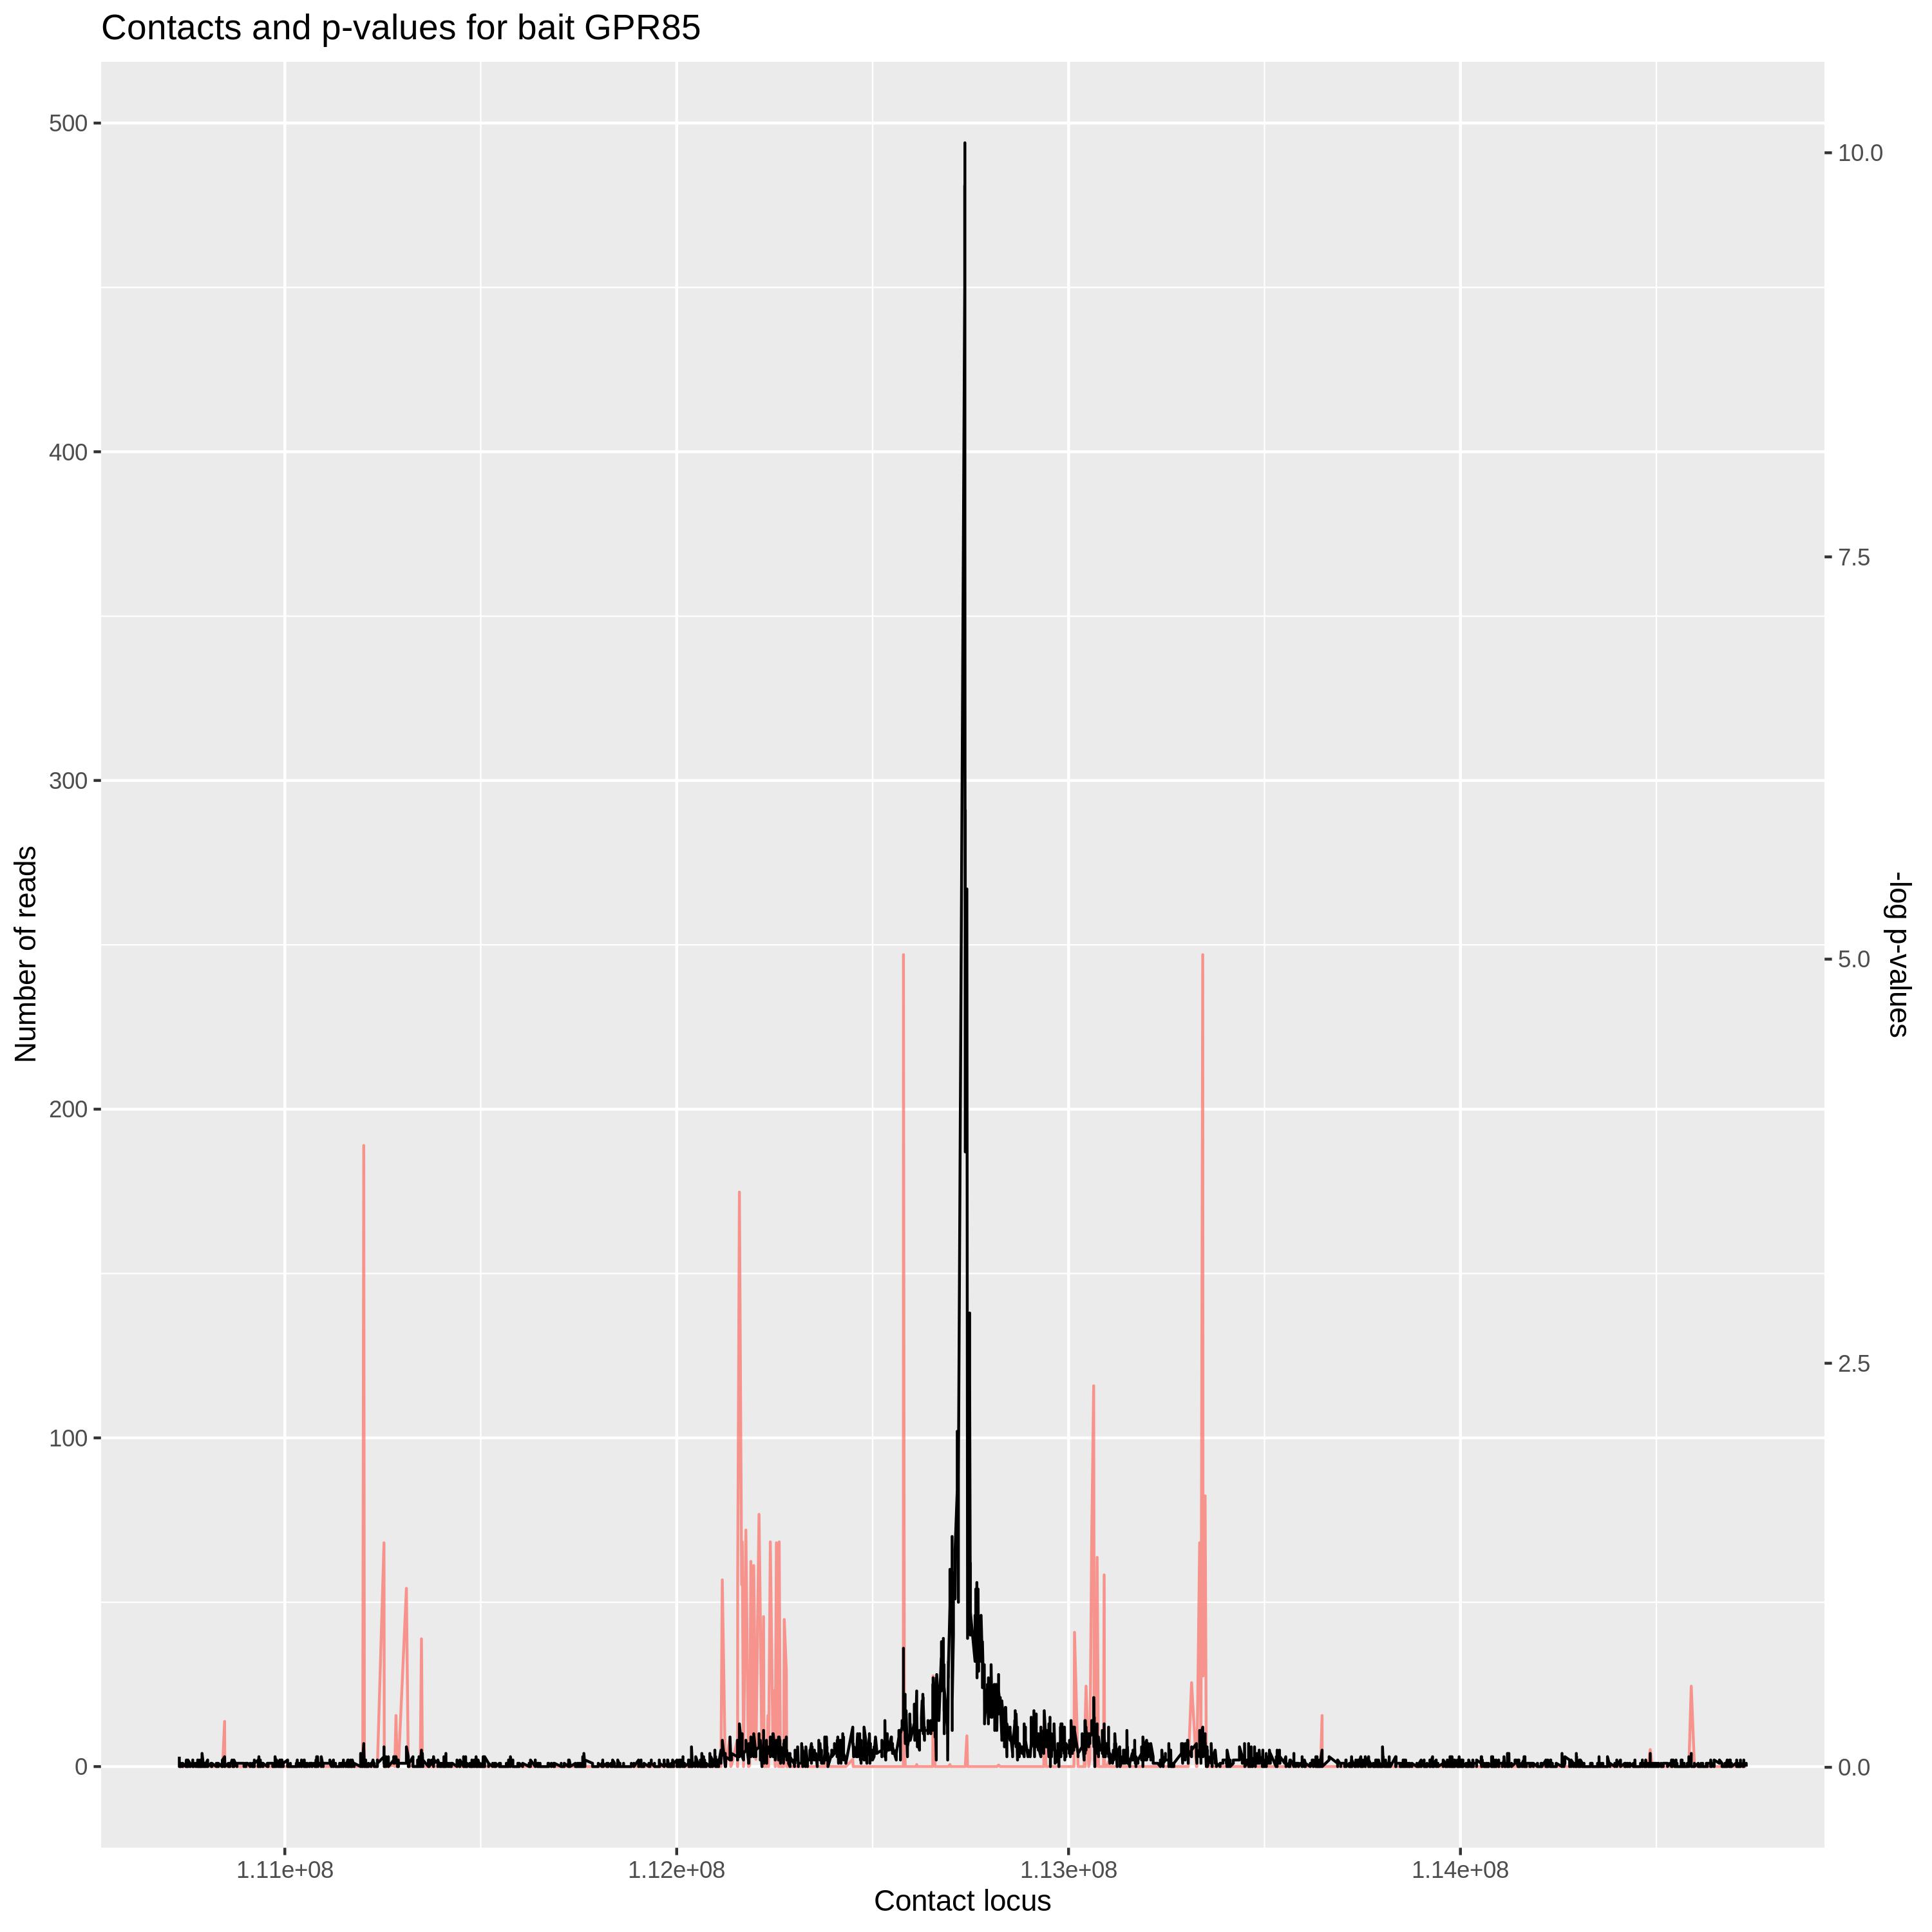 Contacts and p-values for bait GPR85
500
400
300
200
100
0
Number of reads
10.0
7.5
5.0
2.5
0.0
-log p-values
1.11e+08
1.12e+08
1.13e+08
1.14e+08
Contact locus